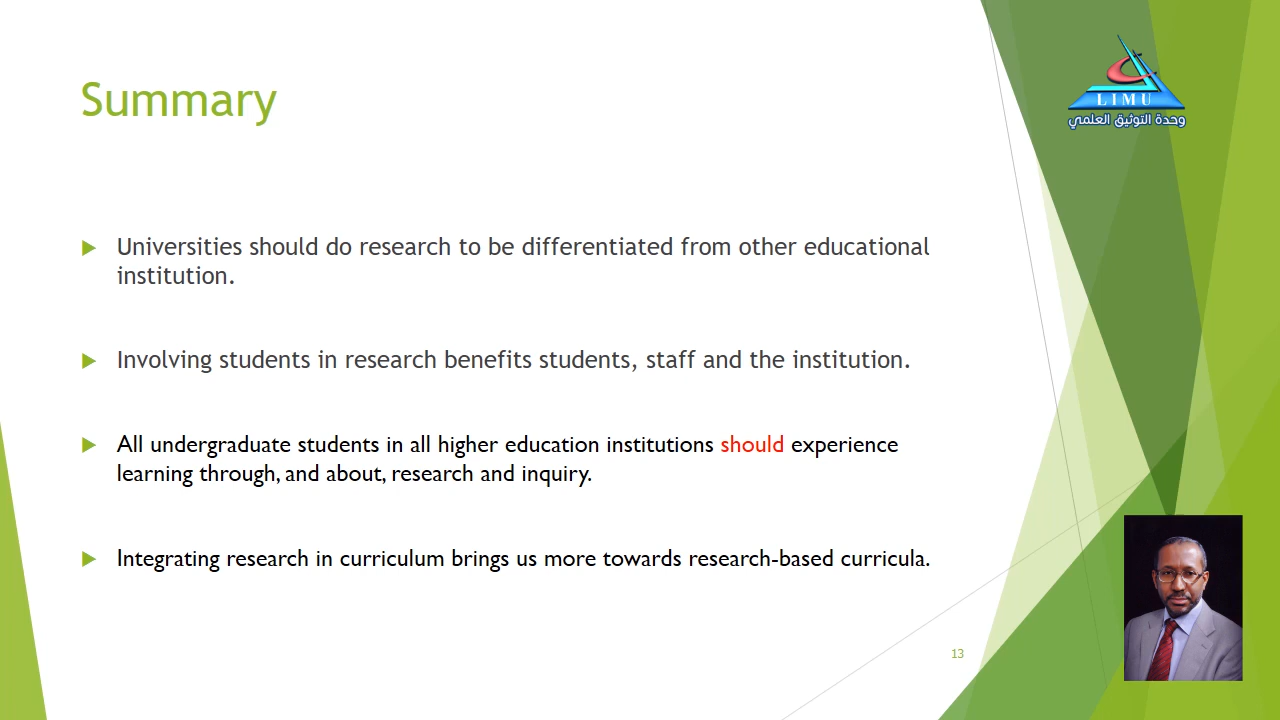 Summary
LIMU
وحدة التوثيق العلمي
Universities should do research to be differentiated from other educational
institution.
Involving students in research benefits students, staff and the institution.
All undergraduate students in all higher education institutions should experience
learning through, and about, research and inquiry.
Integrating research in curriculum brings us more towards research-based curricula.
13